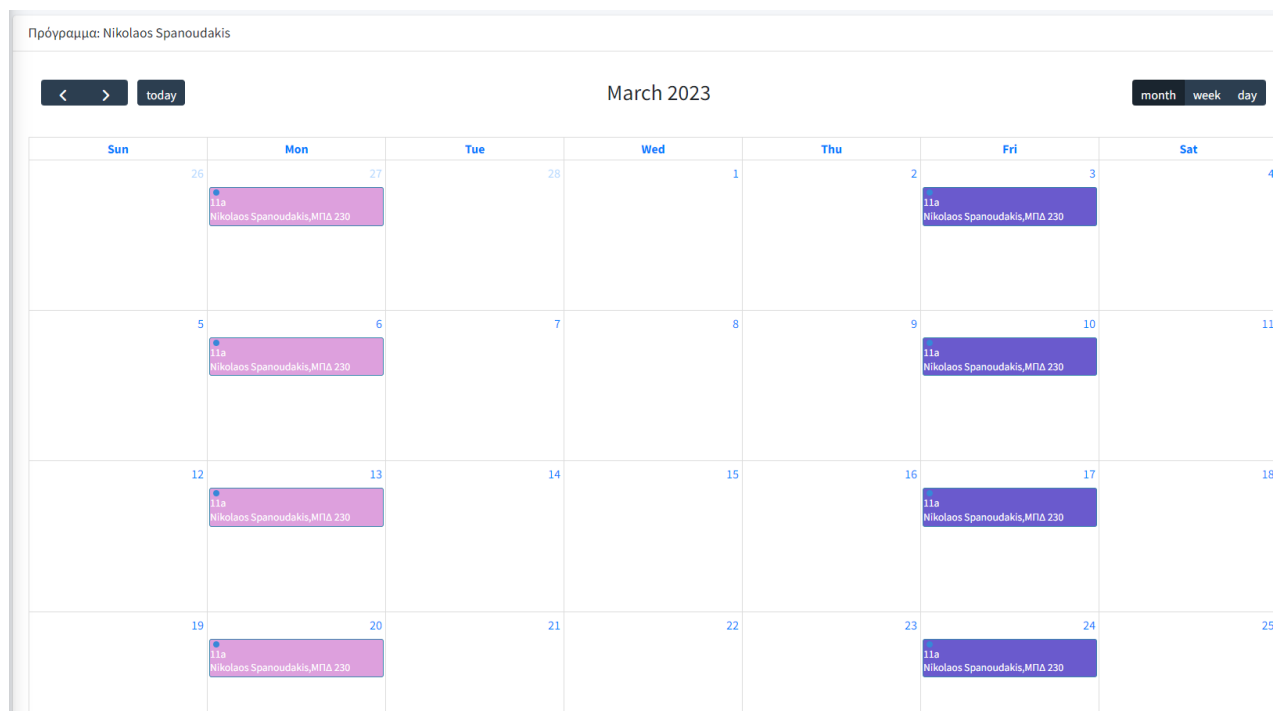 Πρόγραμμα: Nikolaos Spanoudakis
today
March 2023
month week day
Sun Mon Tue Wed Thu Fri Sat
26 27 28 1 2 3 4
11a
Nikolaos Spanoudakis,ΜΠΔ 230
11a
Nikolaos Spanoudakis,ΜΠΔ 230
5 6 7 8 9 10 11
11a
Nikolaos Spanoudakis,ΜΠΔ 230
11a
Nikolaos Spanoudakis,ΜΠΔ 230
12 13 14 15 16 17 18
11a
Nikolaos Spanoudakis,ΜΠΔ 230
11a
Nikolaos Spanoudakis,ΜΠΔ 230
19 20 21 22 23 24 25
11a
Nikolaos Spanoudakis,ΜΠΔ 230
11a
Nikolaos Spanoudakis,ΜΠΔ 230